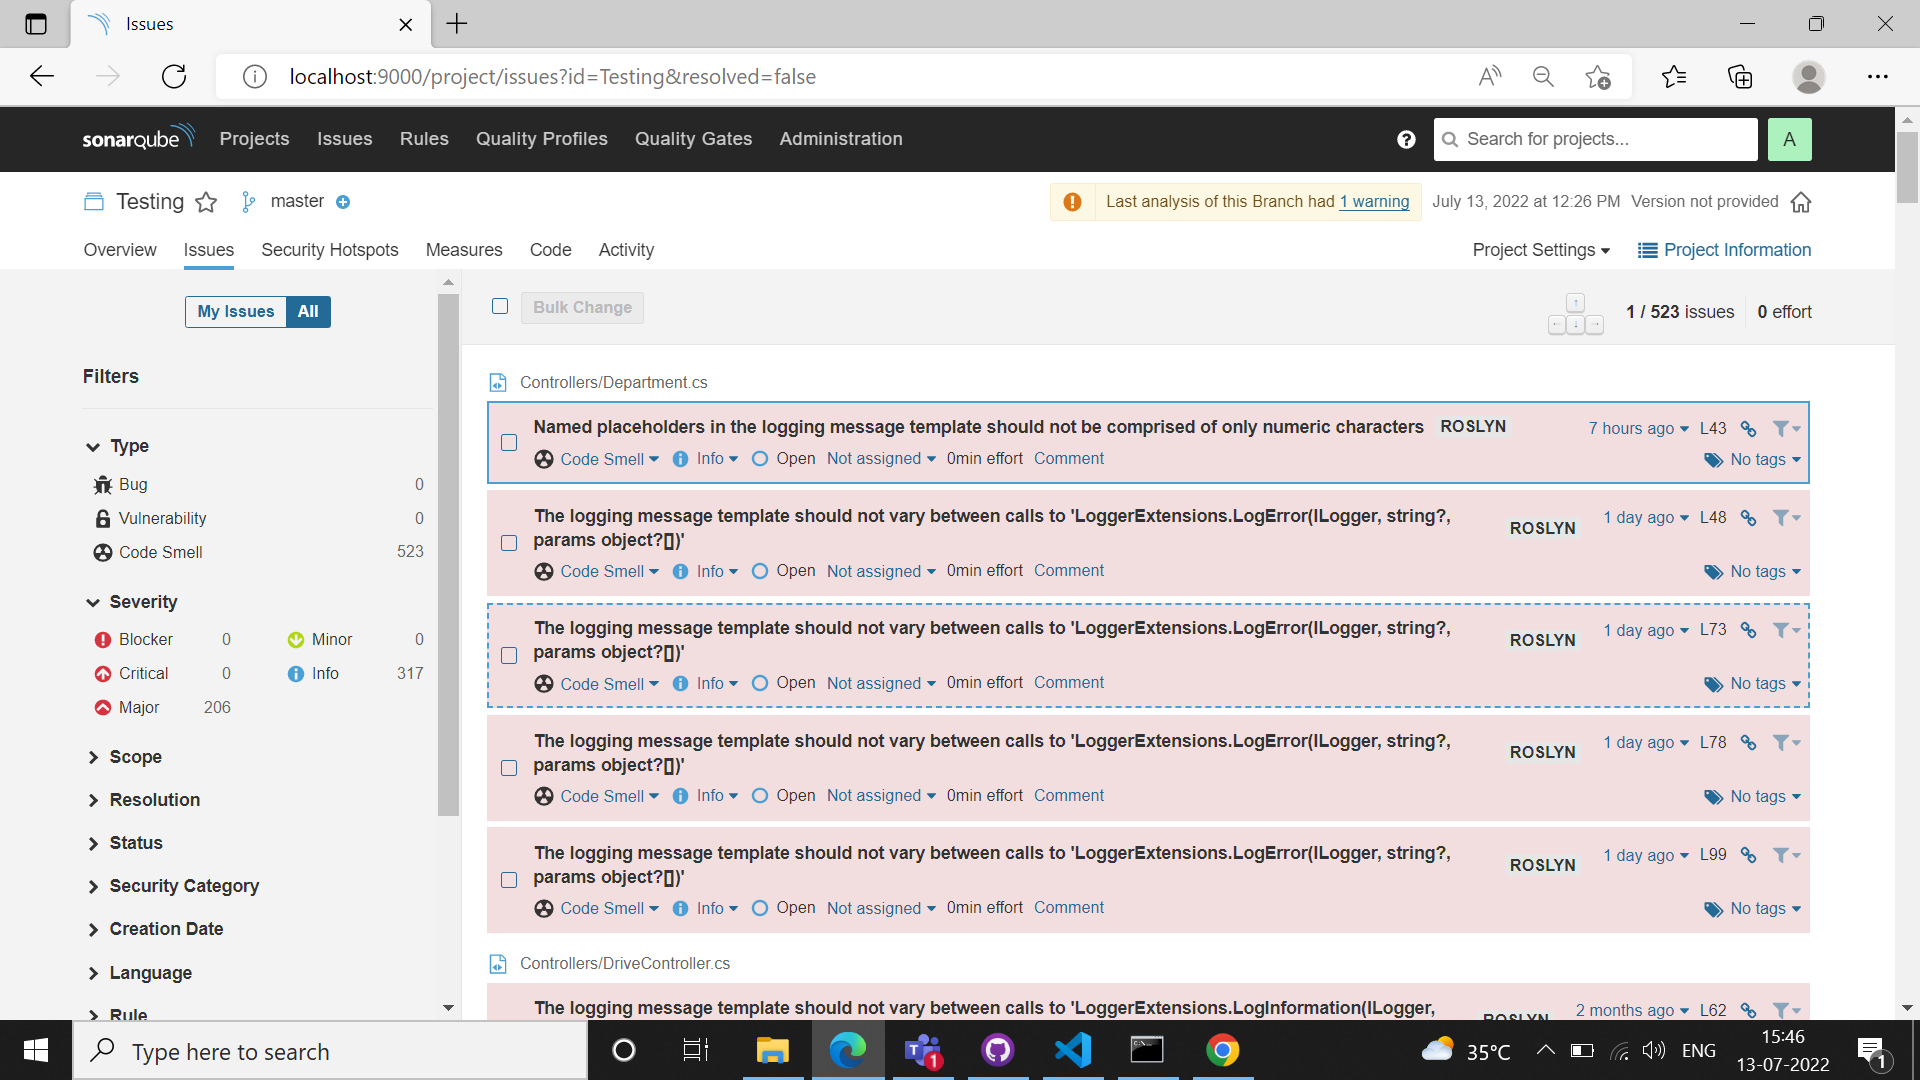 Issues
localhost:9000/project/issues?id=Testing&resolved=false
sonarqube Projects Issues Rules Quality Profiles Quality Gates Administration Search for projects... A
Testing master Last analysis of this Branch had 1 warning July 13, 2022 at 12:26 PM Version not provided
Overview Issues Security Hotspots Measures Code Activity Project Settings Project Information
My Issues All
Filters
Type
Bug 0
Vulnerability 0
Code Smell 523
Severity
Blocker 0 Minor 0
Critical 0 Info 317
Major 206
Scope
Resolution
Status
Security Category
Creation Date
Language
Rule
Bulk Change 1 / 523 issues 0 effort
Controllers/Department.cs
Named placeholders in the logging message template should not be comprised of only numeric characters ROSLYN 7 hours ago L43
Code Smell Info Open Not assigned 0min effort Comment No tags
The logging message template should not vary between calls to 'LoggerExtensions.LogError(ILogger, string?,
params object?[])' ROSLYN 1 day ago L48
Code Smell Info Open Not assigned 0min effort Comment No tags
The logging message template should not vary between calls to 'LoggerExtensions.LogError(ILogger, string?,
params object?[])' ROSLYN 1 day ago L73
Code Smell Info Open Not assigned 0min effort Comment No tags
The logging message template should not vary between calls to 'LoggerExtensions.LogError(ILogger, string?,
params object?[])' ROSLYN 1 day ago L78
Code Smell Info Open Not assigned 0min effort Comment No tags
The logging message template should not vary between calls to 'LoggerExtensions.LogError(ILogger, string?,
params object?[])' ROSLYN 1 day ago L99
Code Smell Info Open Not assigned 0min effort Comment No tags
Controllers/DriveController.cs
The logging message template should not vary between calls to 'LoggerExtensions.LogInformation(ILogger, ROSLYN 2 months ago L62
Type here to search 1 35°C ENG 15:46
13-07-2022 1